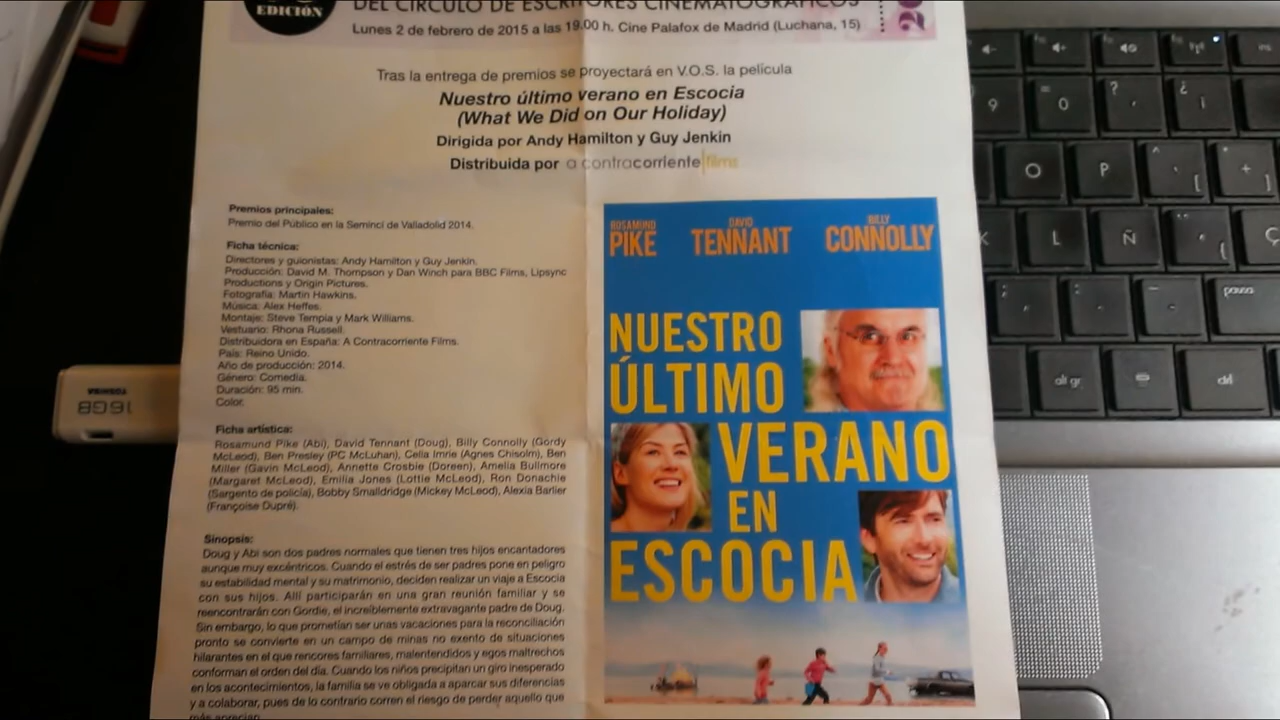 EDICIÓN
DEL CÍRCULO DE ESCRITORES CINEMATOGRÁFICOS
Lunes 2 de febrero de 2015 a las 19.00 h. Cine Palafox de Madrid (Luchana, 15)
Tras la entrega de premios se proyectará en V.O.S. la película
Nuestro último verano en Escocia
(What We Did on Our Holiday)
Dirigida por Andy Hamilton y Guy Jenkin
Distribuida por a contracorriente films
Premios principales:
Premio del Público en la Seminci de Valladolid 2014.
Ficha técnica:
Directores y guionistas: Andy Hamilton y Guy Jenkin.
Producción: David M. Thompson y Dan Winch para BBC Films, Lipsync
Productions y Origin Pictures.
Fotografía: Martin Hawkins.
Música: Alex Heffes.
Montaje: Steve Tempia y Mark Williams.
Vestuario: Rhona Russell.
Distribuidora en España: A Contracorriente Films.
País: Reino Unido.
Año de producción: 2014.
Género: Comedia.
Duración: 95 min.
Color.
Ficha artística:
Rosamund Pike (Abi), David Tennant (Doug), Billy Connolly (Gordy
McLeod), Ben Presley (PC McLuhan), Celia Imrie (Agnes Chisolm), Ben
Miller (Gavin McLeod), Annette Crosbie (Doreen), Amelia Bullmore
(Margaret McLeod), Emilia Jones (Lottie McLeod), Ron Donachie
(Sargento de policía), Bobby Smalldridge (Mickey McLeod), Alexia Barlier
(Françoise Dupré).
Sinopsis:
Doug y Abi son dos padres normales que tienen tres hijos encantadores
aunque muy excéntricos. Cuando el estrés de ser padres pone en peligro
su estabilidad mental y su matrimonio, deciden realizar un viaje a Escocia
con sus hijos. Allí participarán en una gran reunión familiar y se
reencontrarán con Gordie, el increíblemente extravagante padre de Doug.
Sin embargo, lo que prometían ser unas vacaciones para la reconciliación
pronto se convierte en un campo de minas no exento de situaciones
hilarantes en el que rencores familiares, malentendidos y egos maltrechos
conforman el orden del día. Cuando los niños precipitan un giro inesperado
en los acontecimientos, la familia se ve obligada a aparcar sus diferencias
y a colaborar, pues de lo contrario corren el riesgo de perder aquello que
más aprecian.
ROSAMUND PIKE
DAVID TENNANT
BILLY CONNOLLY
NUESTRO
ÚLTIMO
VERANO
EN
ESCOCIA
TOSHIBA
16GB
9 0 ? ¿ ¡ ins
O P ^ [ * + ]
K L Ñ Ç
; , : . _ - pausa
alt gr ctrl